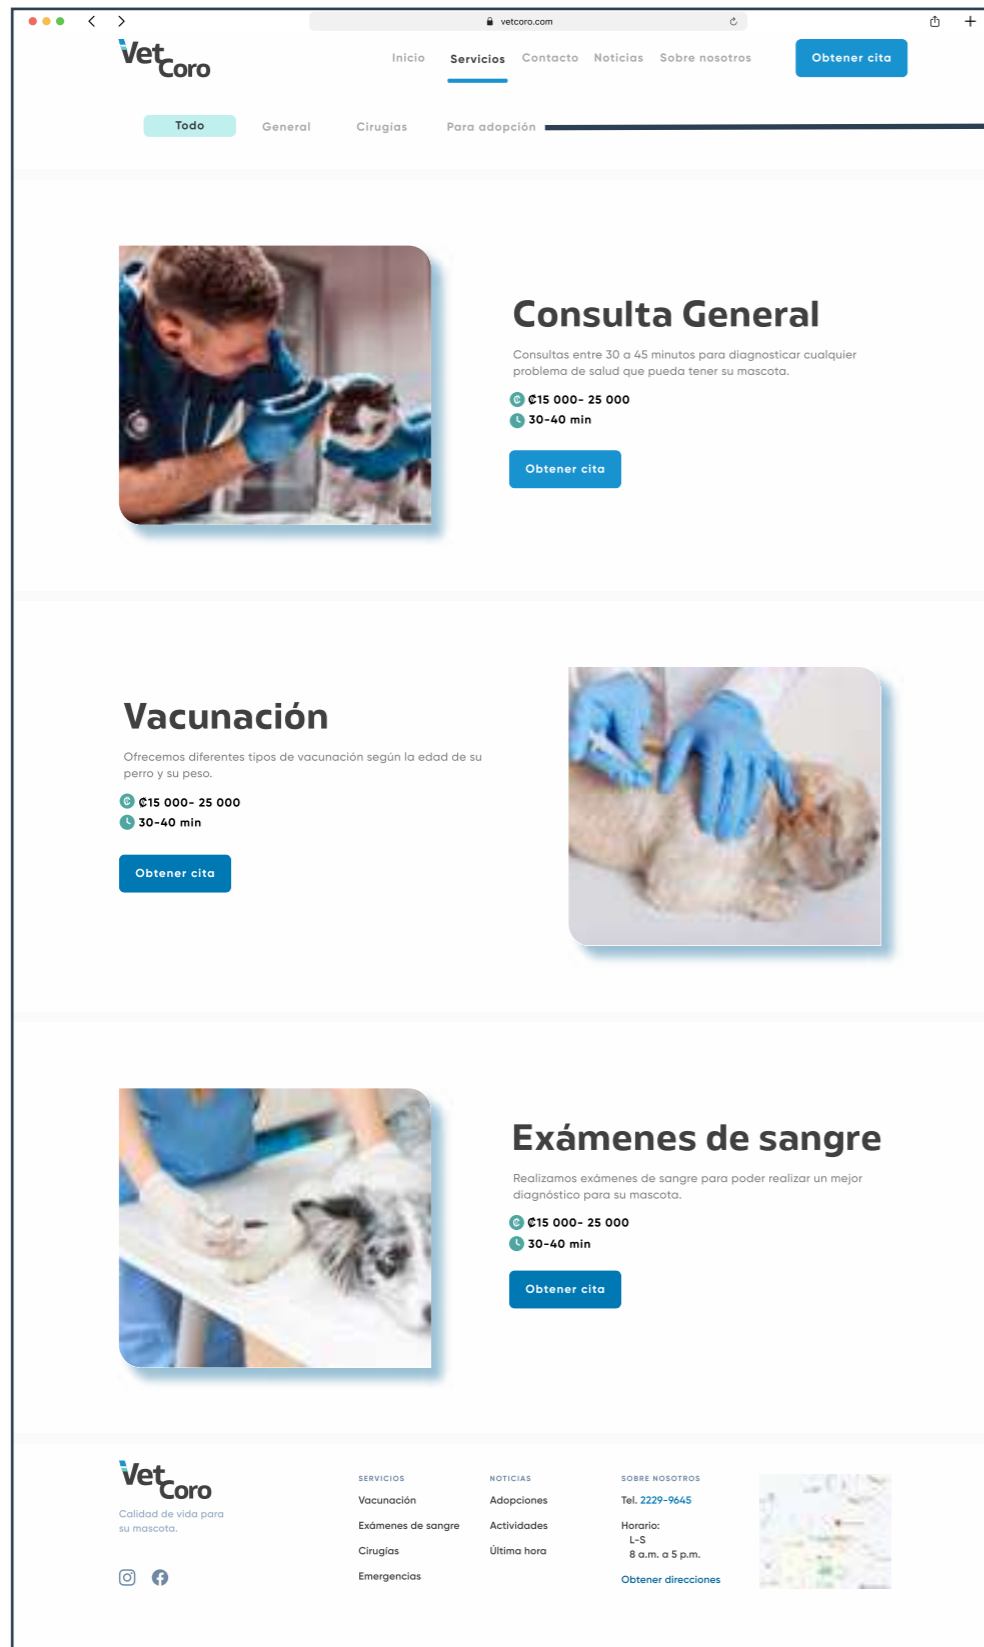 vetcoro.com
Vet
Coro
Inicio Servicios Contacto Noticias Sobre nosotros Obtener cita
Todo General Cirugías Para adopción
Consulta General
Consultas entre 30 a 45 minutos para diagnosticar cualquier
problema de salud que pueda tener su mascota.
₡15 000- 25 000
30-40 min
Obtener cita
Vacunación
Ofrecemos diferentes tipos de vacunación según la edad de su
perro y su peso.
₡15 000- 25 000
30-40 min
Obtener cita
Exámenes de sangre
Realizamos exámenes de sangre para poder realizar un mejor
diagnóstico para su mascota.
₡15 000- 25 000
30-40 min
Obtener cita
Vet
Coro
Calidad de vida para
su mascota.
SERVICIOS
Vacunación
Exámenes de sangre
Cirugías
Emergencias
NOTICIAS
Adopciones
Actividades
Última hora
SOBRE NOSOTROS
Tel. 2229-9645
Horario:
L-S
8 a.m. a 5 p.m.
Obtener direcciones